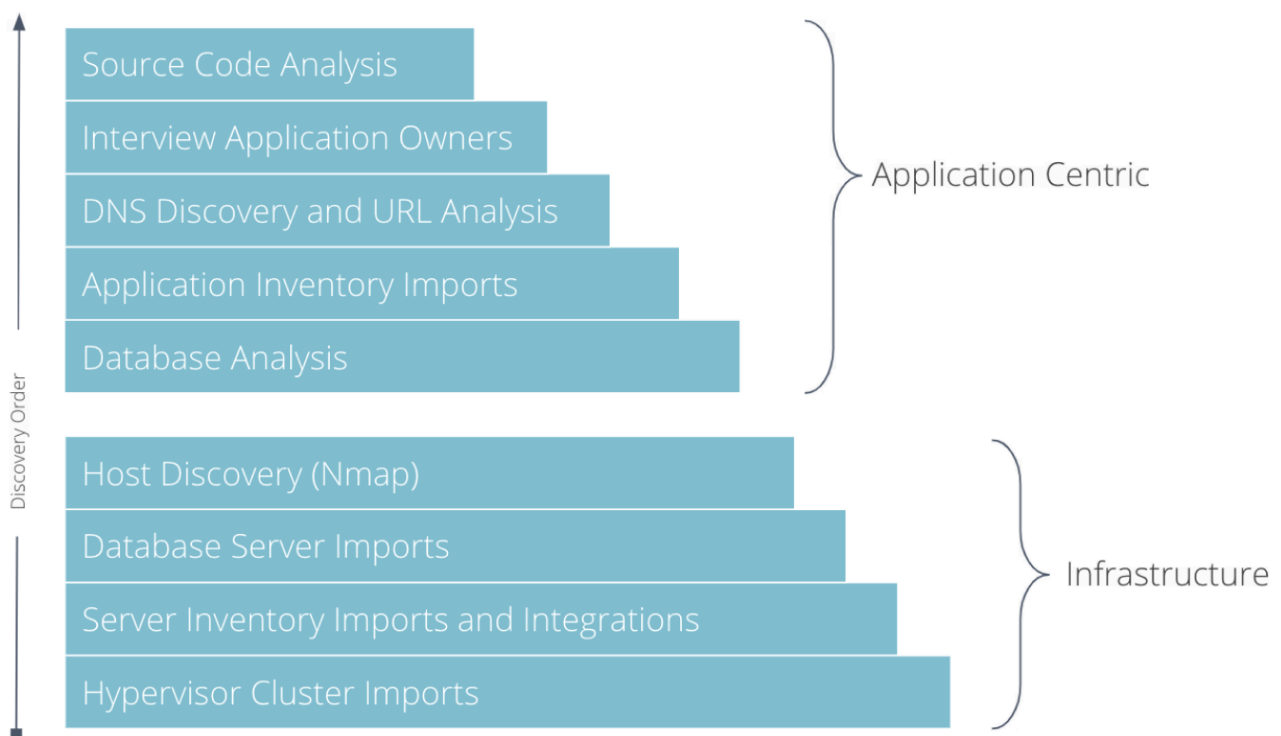 Source Code Analysis
Interview Application Owners
DNS Discovery and URL Analysis
Application Inventory Imports
Database Analysis
Application Centric
Discovery Order
Host Discovery (Nmap)
Database Server Imports
Server Inventory Imports and Integrations
Hypervisor Cluster Imports
Infrastructure